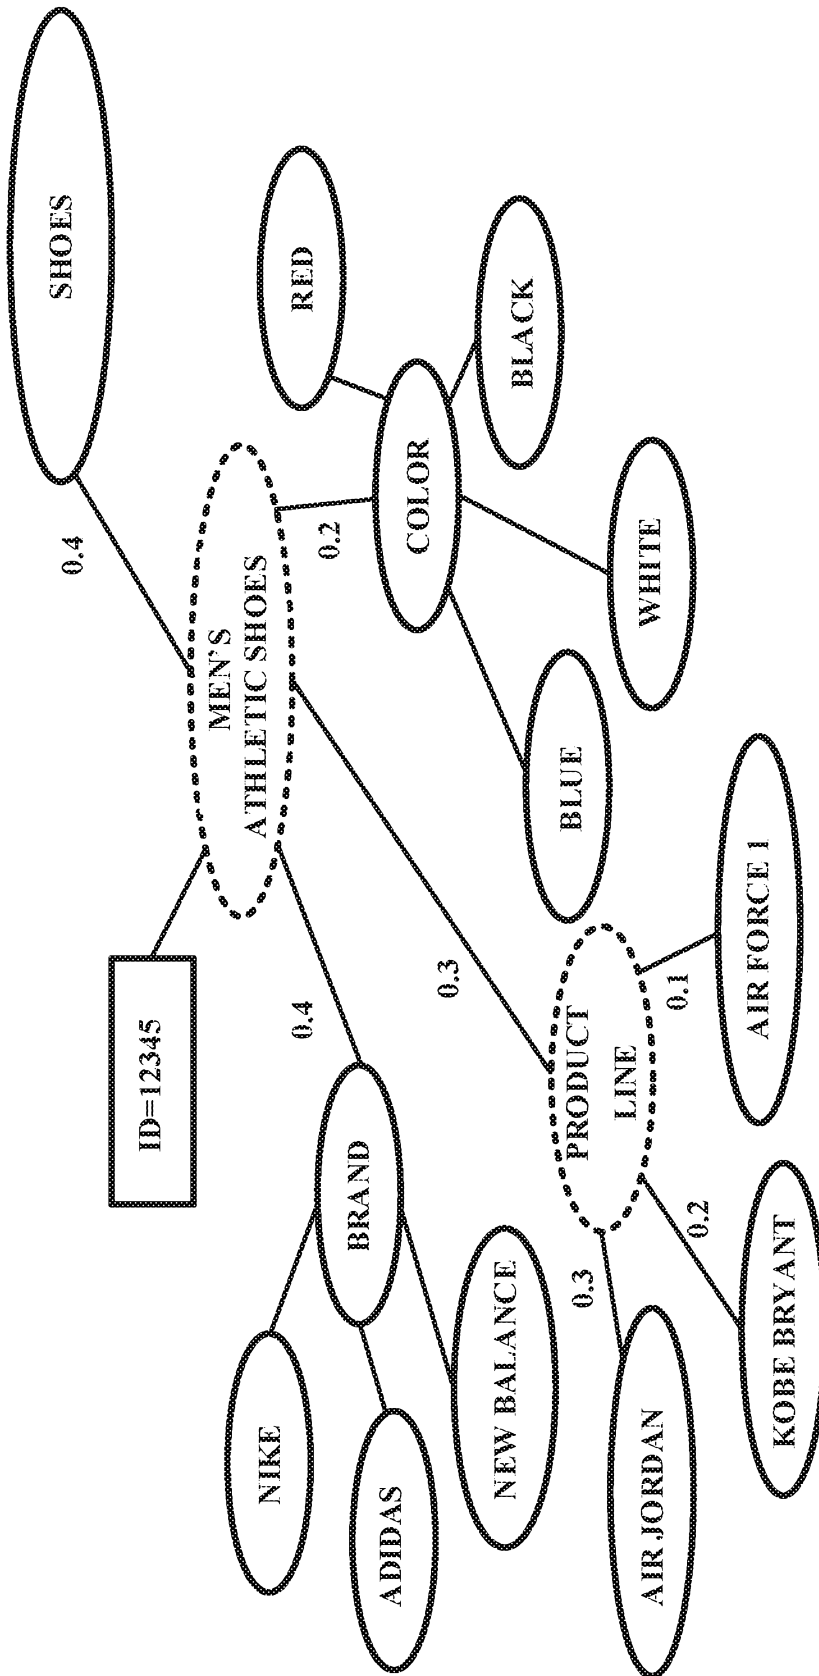 ID=12345
SHOES
0.4
MEN'S
ATHLETIC SHOES
NIKE
BRAND
0.4
0.2
RED
ADIDAS
COLOR
NEW BALANCE
0.3
BLACK
PRODUCT
LINE
BLUE
0.3
AIR JORDAN
0.2
0.1
WHITE
KOBE BRYANT
AIR FORCE 1